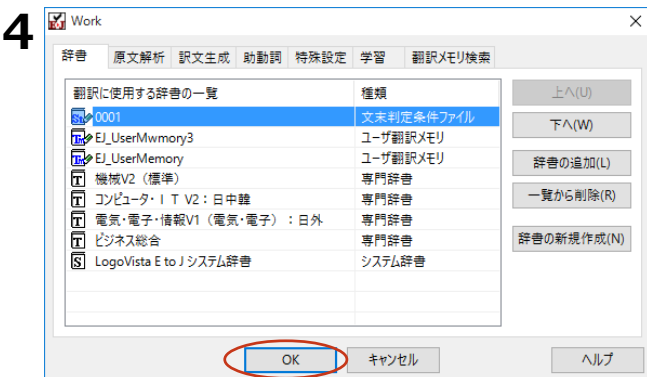 4
Work
辞書 原文解析 訳文生成 助動詞 特殊設定 学習 翻訳メモリ検索
翻訳に使用する辞書の一覧 種類
0001 文末判定条件ファイル
EJ_UserMwmory3 ユーザ翻訳メモリ
EJ_UserMemory ユーザ翻訳メモリ
T 機械V2（標準） 専門辞書
T コンピュータ・ＩＴ V2：日中韓 専門辞書
T 電気・電子・情報V1（電気・電子）：日外 専門辞書
T ビジネス総合 専門辞書
S LogoVista E to J システム辞書 システム辞書
上へ(U)
下へ(W)
辞書の追加(L)
一覧から削除(R)
辞書の新規作成(N)
OK キャンセル ヘルプ